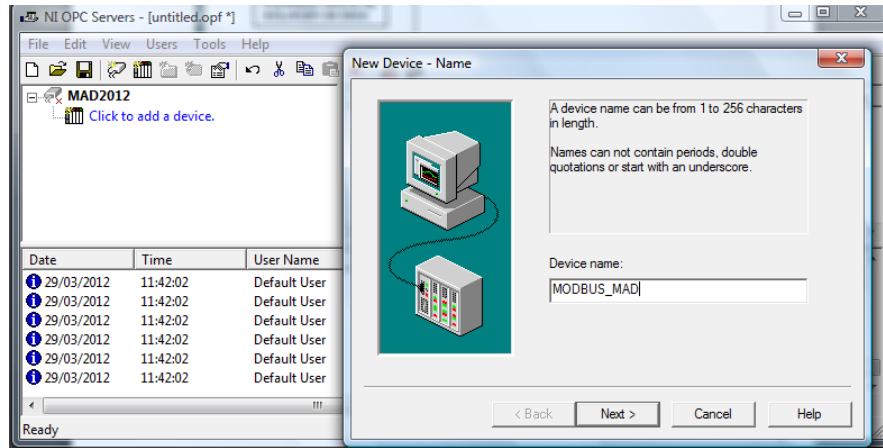 NI OPC Servers - [untitled.opf *]
File Edit View Users Tools Help
MAD2012
Click to add a device.
Date Time User Name
29/03/2012 11:42:02 Default User
29/03/2012 11:42:02 Default User
29/03/2012 11:42:02 Default User
29/03/2012 11:42:02 Default User
29/03/2012 11:42:02 Default User
29/03/2012 11:42:02 Default User
Ready
New Device - Name
A device name can be from 1 to 256 characters
in length.
Names can not contain periods, double
quotations or start with an underscore.
Device name:
MODBUS_MAD
< Back Next > Cancel Help